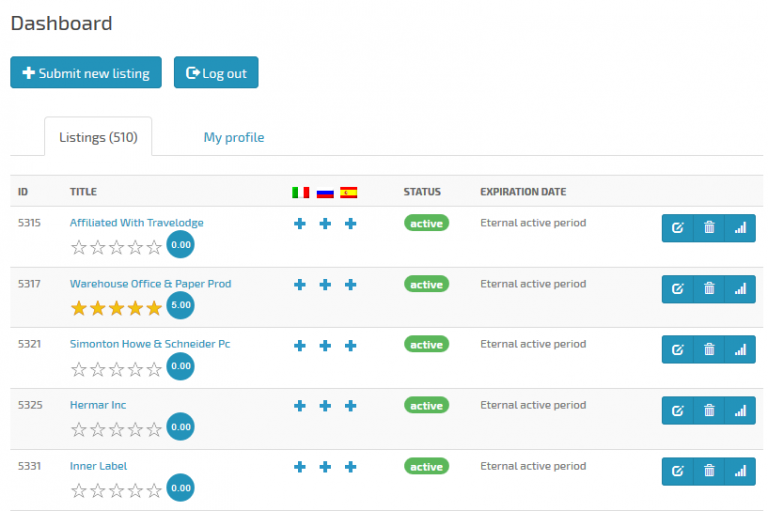 Dashboard
Submit new listing Log out
Listings (510) My profile
ID TITLE STATUS EXPIRATION DATE
5315 Affiliated With Travelodge active Eternal active period
0.00
5317 Warehouse Office & Paper Prod active Eternal active period
5.00
5321 Simonton Howe & Schneider Pc active Eternal active period
0.00
5325 Hermar Inc active Eternal active period
0.00
5331 Inner Label active Eternal active period
0.00